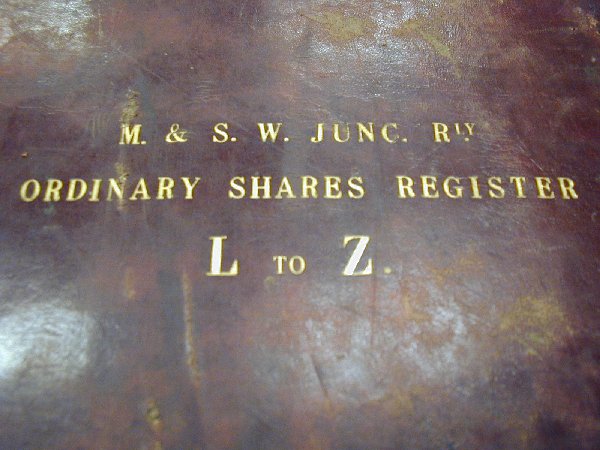 M. & S. W. JUNC. RLY.
ORDINARY SHARES REGISTER
L TO Z.